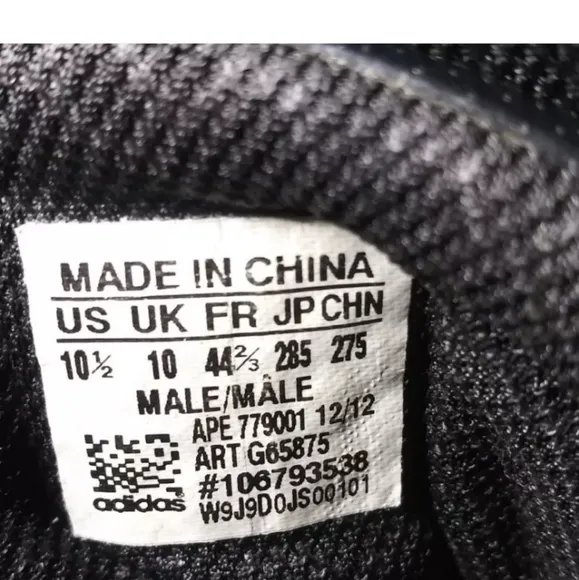 MADE IN CHINA
US UK FR JP CHN
10½ 10 44⅔ 285 275
MALE/MÂLE
APE 779001 12/12
ART G65875
#106793538
W9J9D0JS00101
adidas